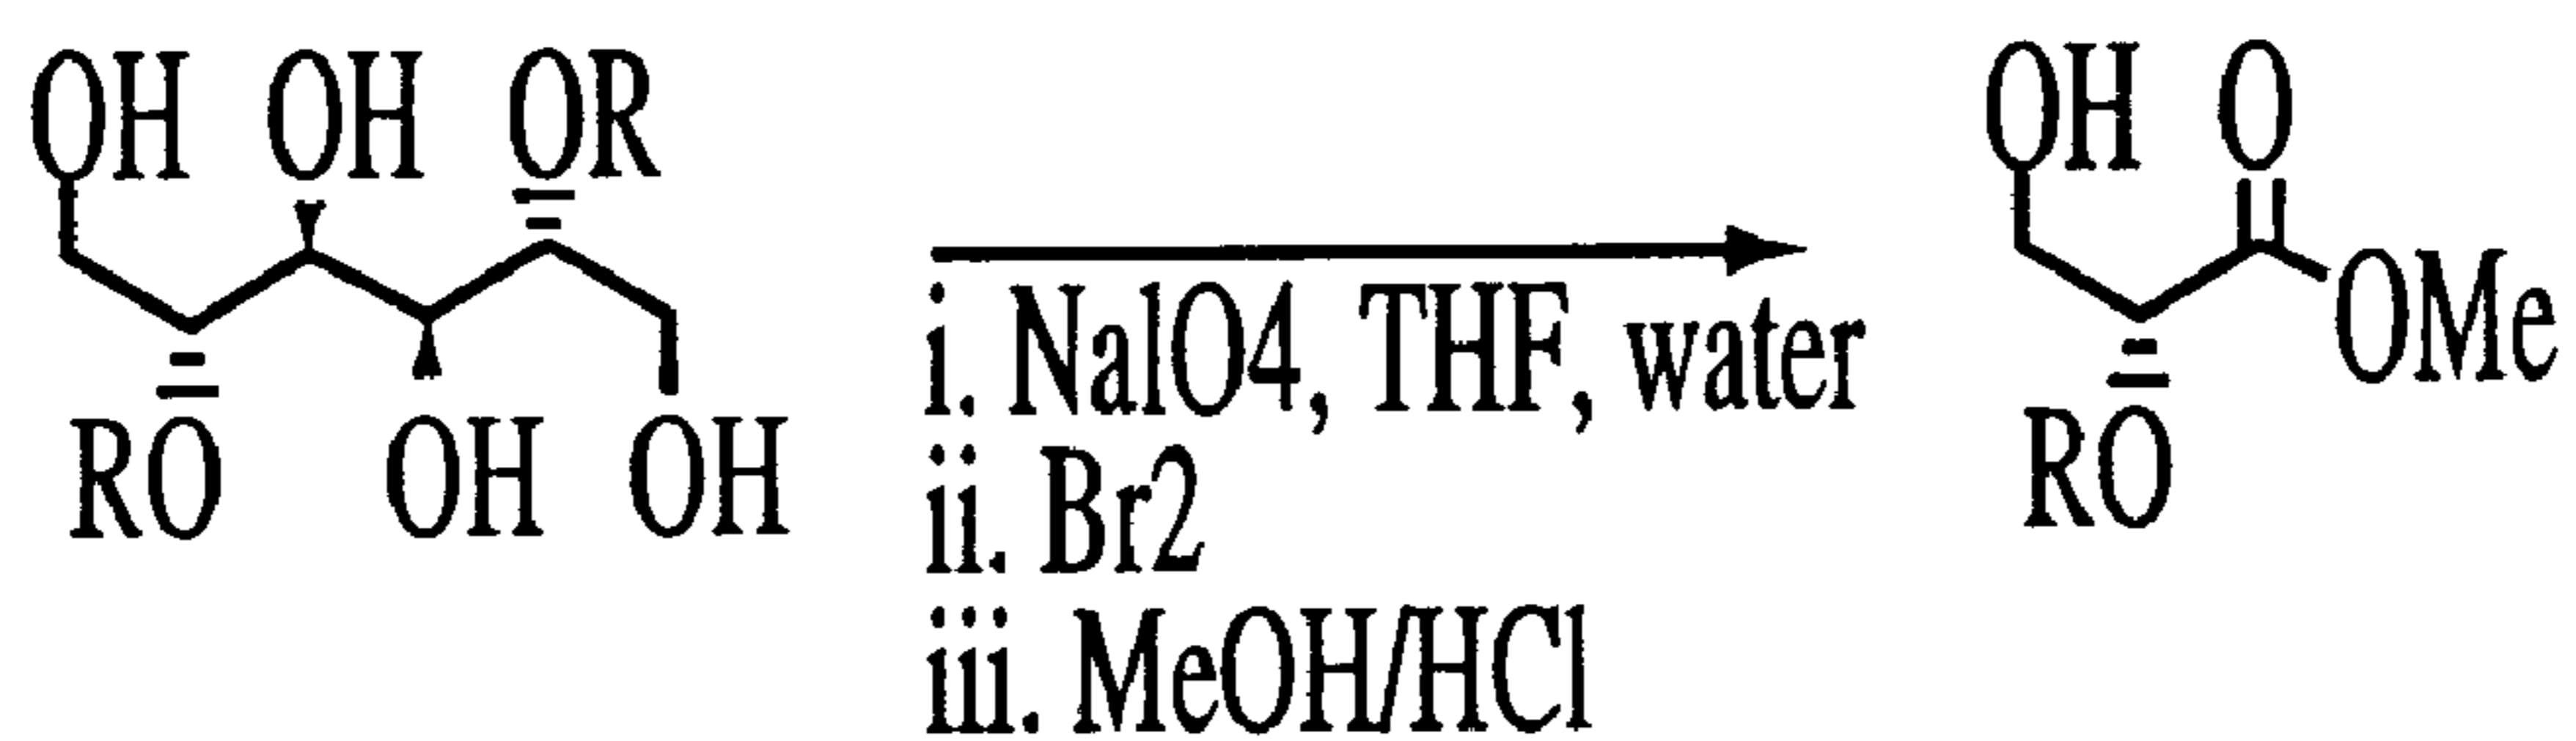 OH OH OR
RO OH OH
i. NaIO4, THF, water
ii. Br2
iii. MeOH/HCl
OH O
OMe
RO